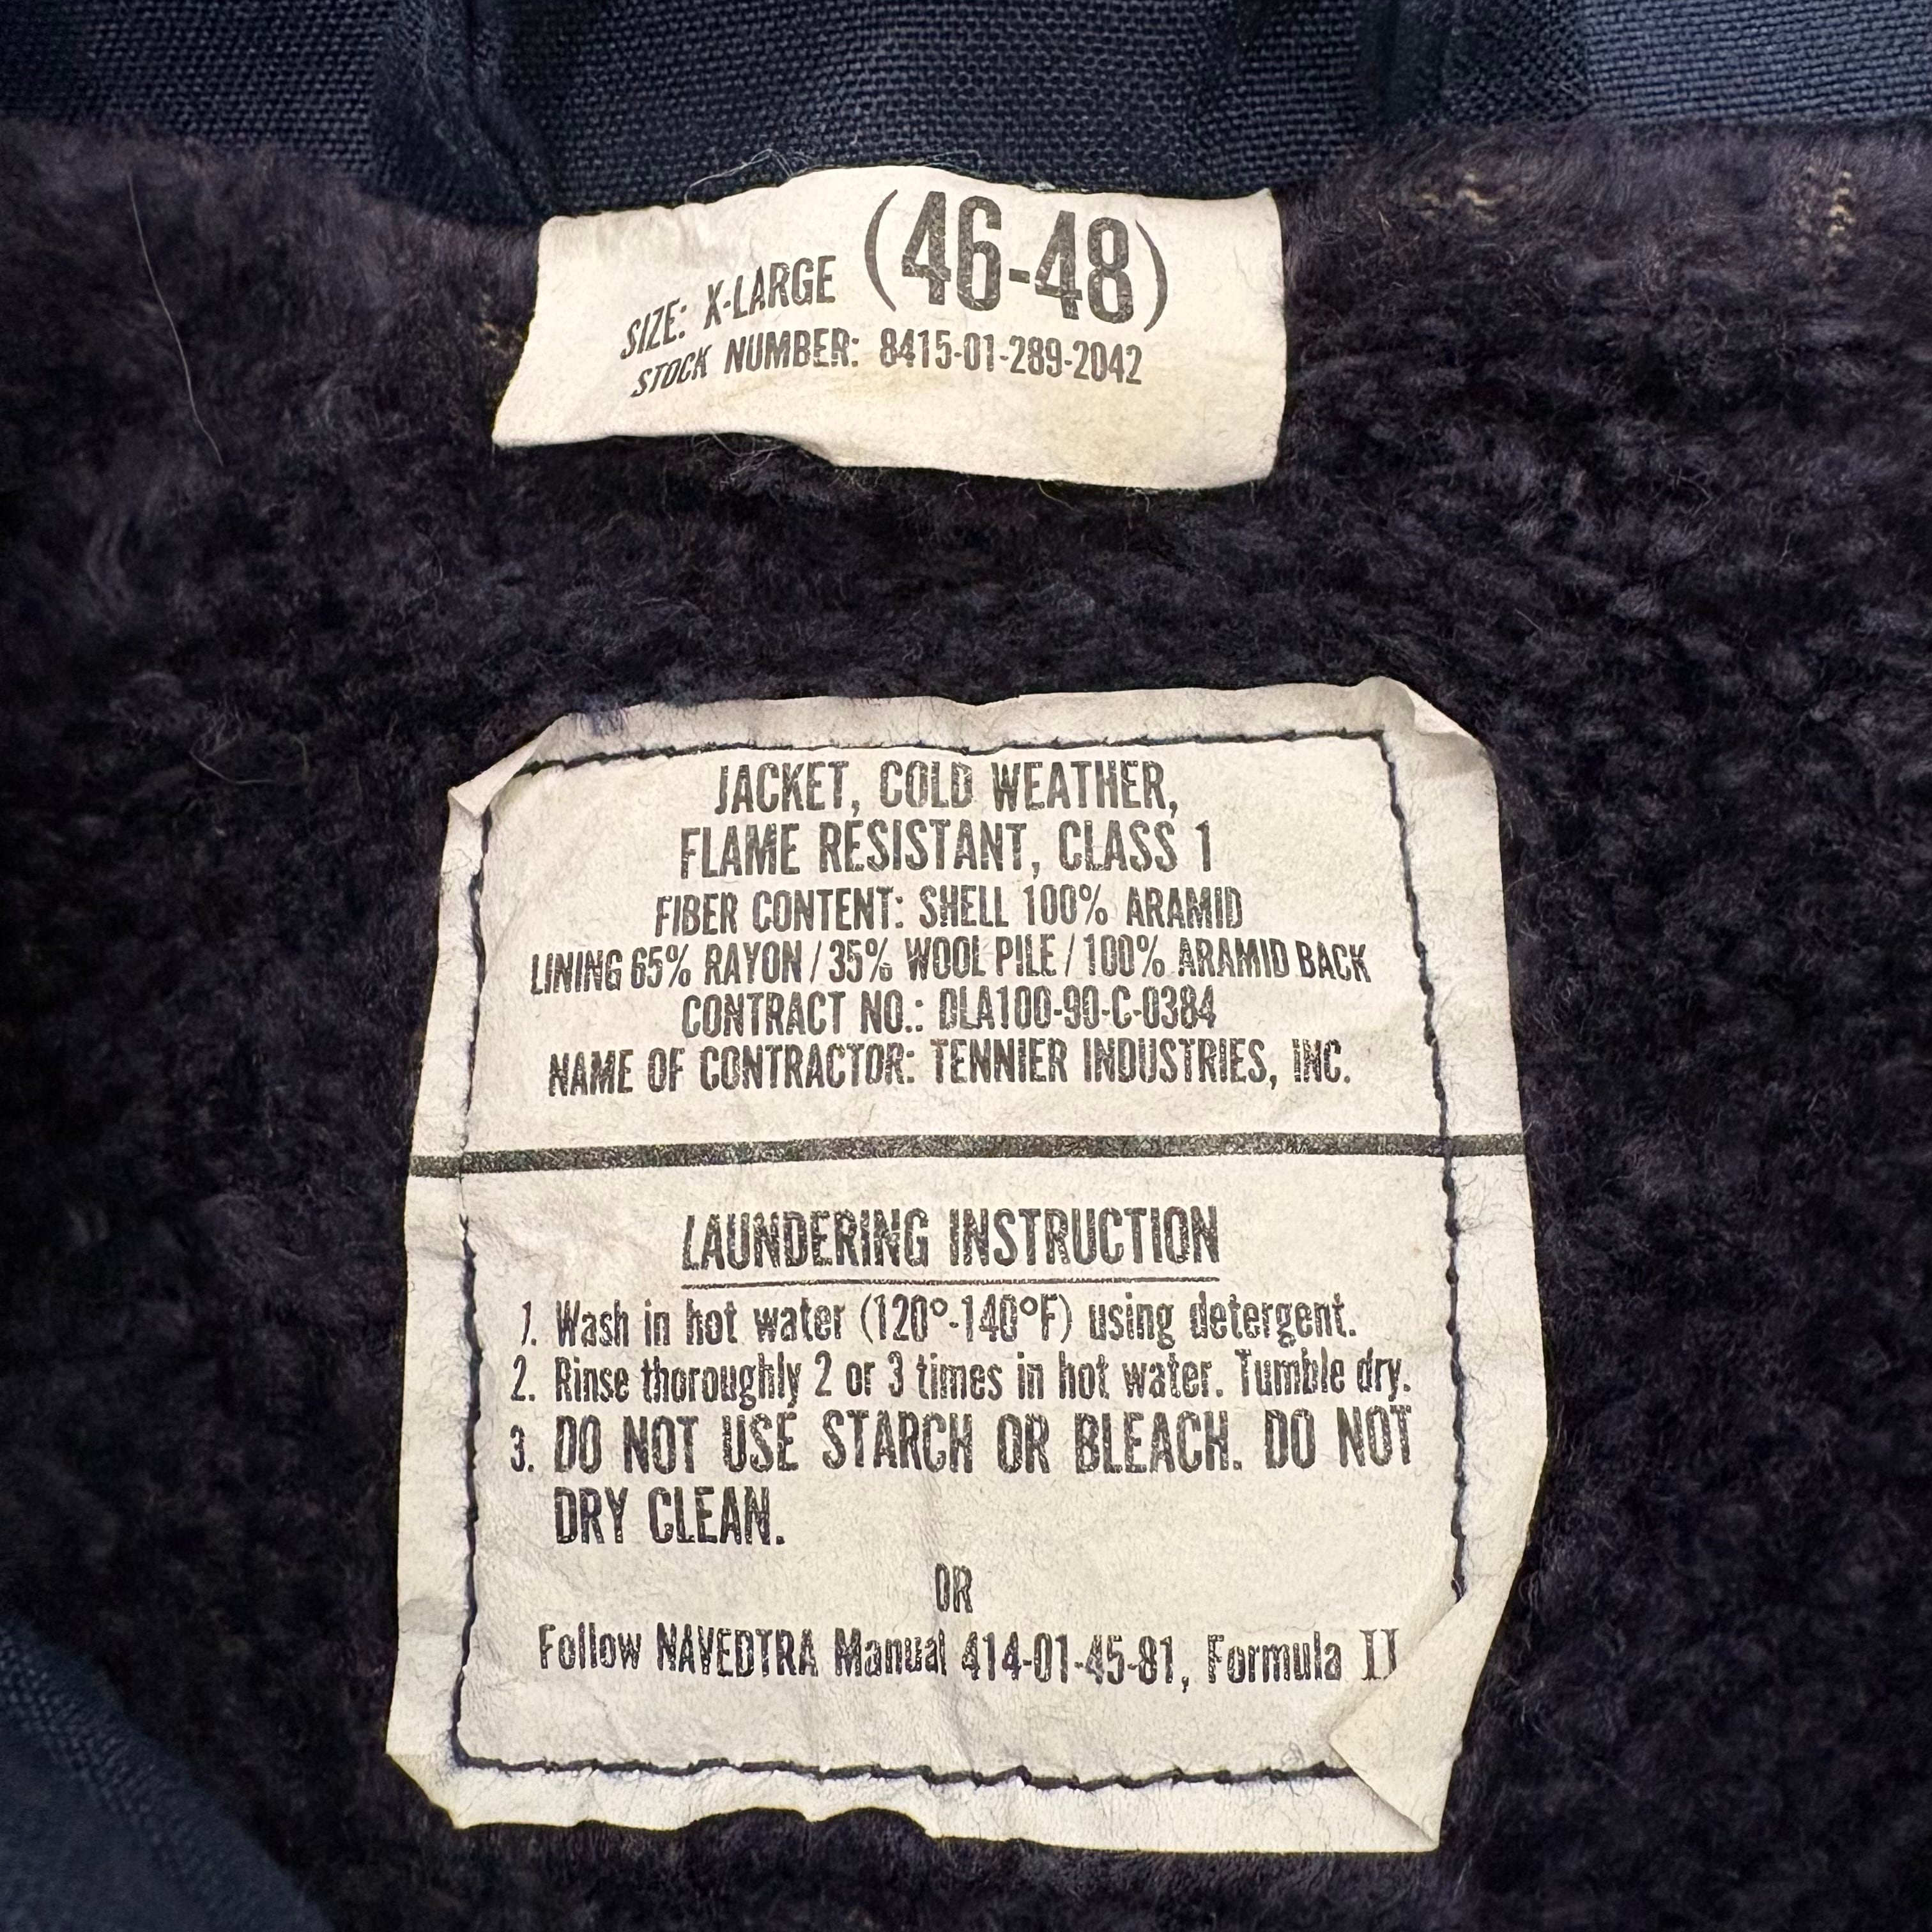 SIZE: X-LARGE (46-48)
STOCK NUMBER: 8415-01-289-2042
JACKET, COLD WEATHER,
FLAME RESISTANT, CLASS 1
FIBER CONTENT: SHELL 100% ARAMID
LINING 65% RAYON / 35% WOOL PILE / 100% ARAMID BACK
CONTRACT NO.: DLA100-90-C-0384
NAME OF CONTRACTOR: TENNIER INDUSTRIES, INC.
LAUNDERING INSTRUCTION
1. Wash in hot water (120°-140°F) using detergent.
2. Rinse thoroughly 2 or 3 times in hot water. Tumble dry.
3. DO NOT USE STARCH OR BLEACH. DO NOT
DRY CLEAN.
OR
Follow NAVEDTRA Manual 414-01-45-81, Formula II